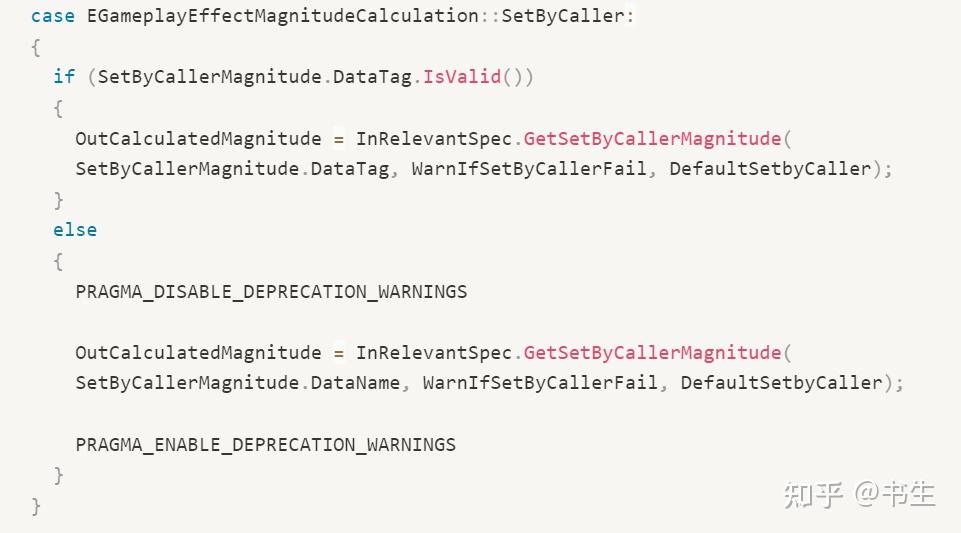 case EGameplayEffectMagnitudeCalculation::SetByCaller:
{
if (SetByCallerMagnitude.DataTag.IsValid())
{
OutCalculatedMagnitude = InRelevantSpec.GetSetByCallerMagnitude(
SetByCallerMagnitude.DataTag, WarnIfSetByCallerFail, DefaultSetbyCaller);
}
else
{
PRAGMA_DISABLE_DEPRECATION_WARNINGS
OutCalculatedMagnitude = InRelevantSpec.GetSetByCallerMagnitude(
SetByCallerMagnitude.DataName, WarnIfSetByCallerFail, DefaultSetbyCaller);
PRAGMA_ENABLE_DEPRECATION_WARNINGS
}
}
知乎 @书生